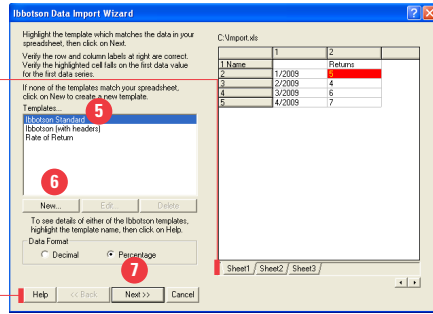 Ibbotson Data Import Wizard
Highlight the template which matches the data in your
spreadsheet, then click on Next.
Verify the row and column labels at right are correct.
Verify the highlighted cell falls on the first data value
for the first data series.
If none of the templates match your spreadsheet,
click on New to create a new template.
Templates...
Ibbotson Standard
Ibbotson (with headers)
Rate of Return
5
6
New... Edit... Delete
To see details of either of the Ibbotson templates,
highlight the template name, then click on Help.
Data Format
Decimal Percentage
7
Help << Back Next >> Cancel
C:\Import.xls
1 2
1 Name Returns
2 1/2009 5
3 2/2009 4
4 3/2009 6
5 4/2009 7
Sheet1 Sheet2 Sheet3